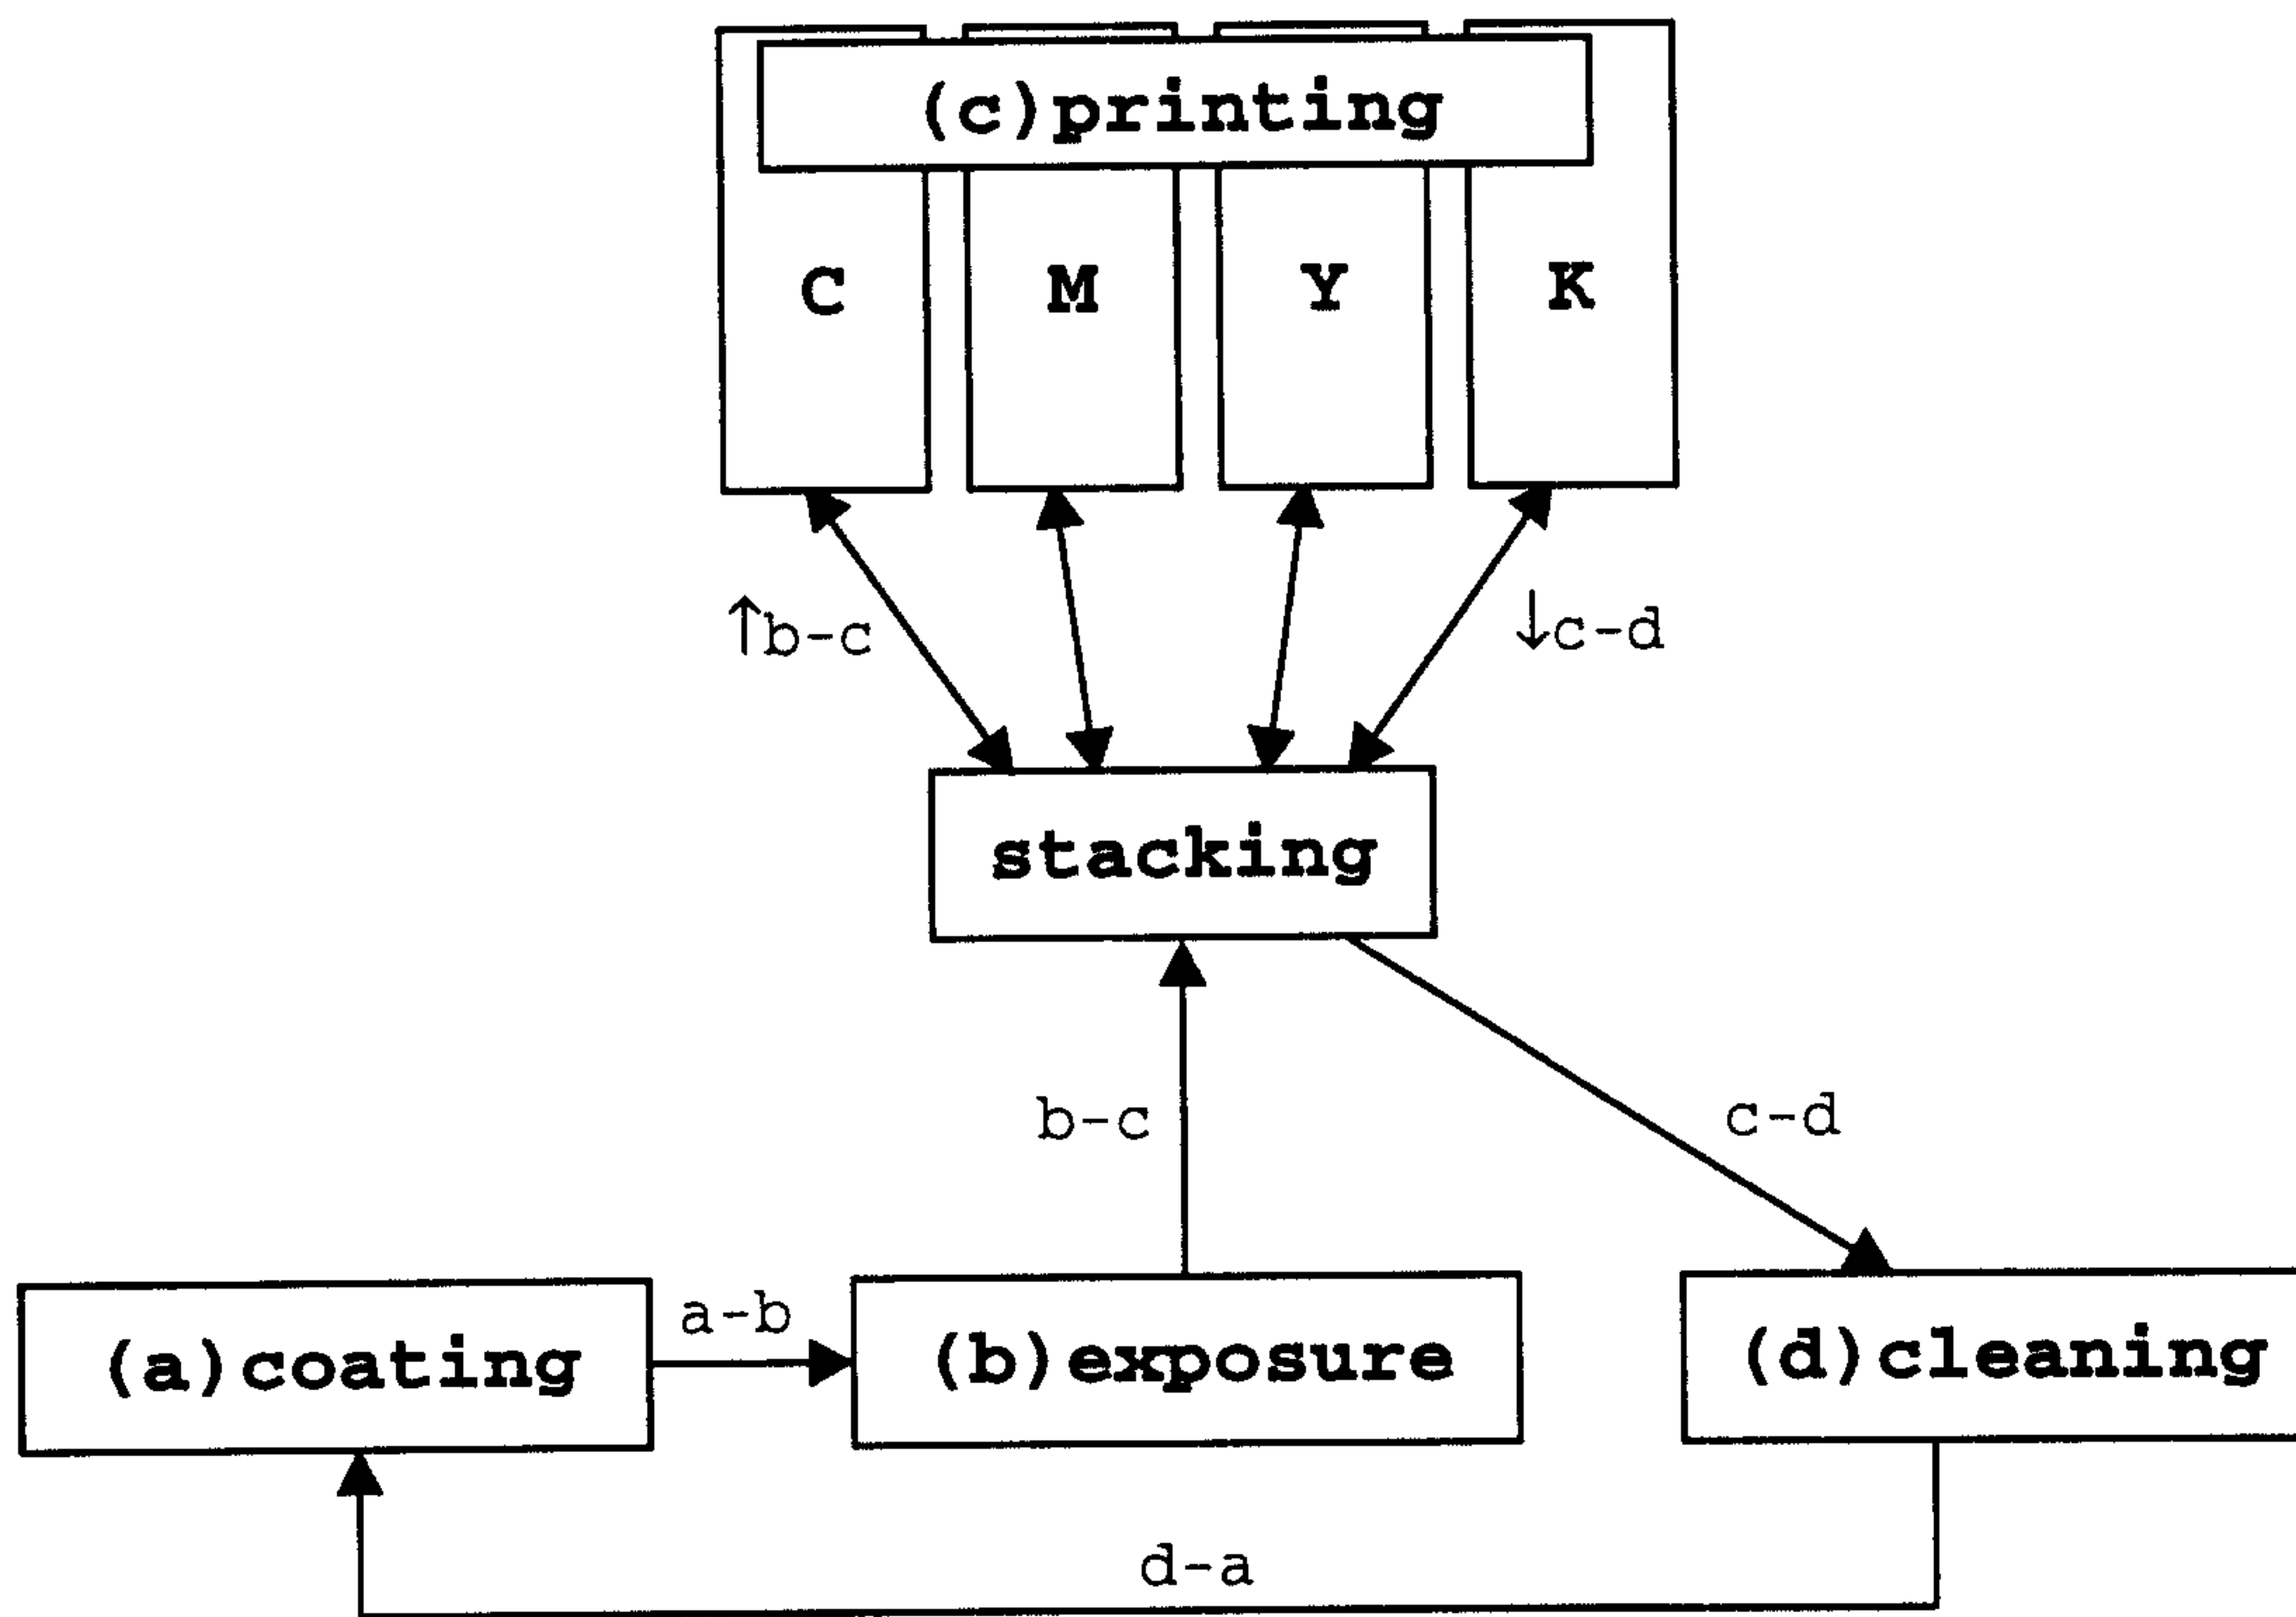 (c)printing
C M Y K
↑b-c ↓c-d
stacking
b-c c-d
a-b
(a)coating (b)exposure (d)cleaning
d-a